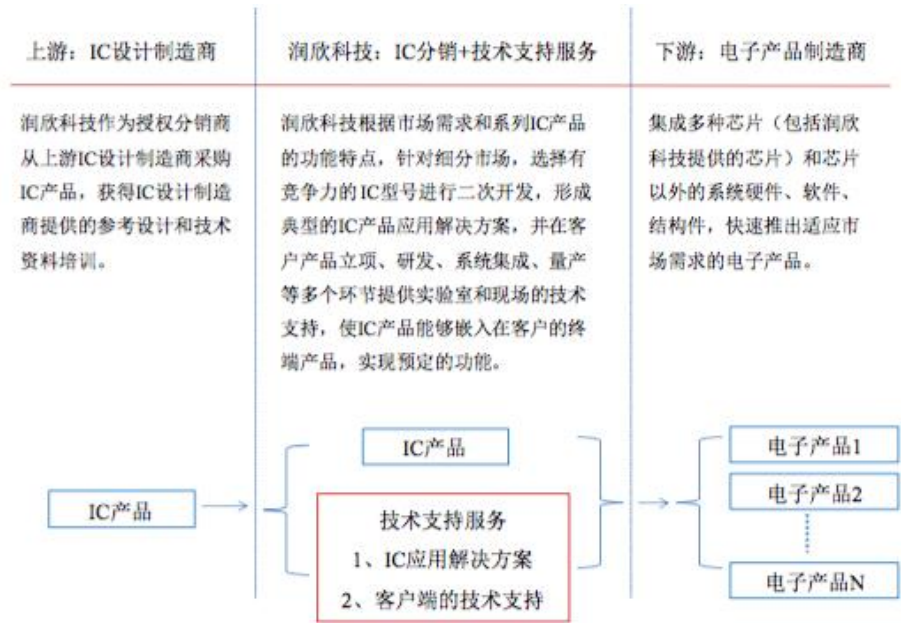 上游：IC设计制造商
润欣科技作为授权分销商
从上游IC设计制造商采购
IC产品，获得IC设计制造
商提供的参考设计和技术
资料培训。
IC产品
润欣科技：IC分销+技术支持服务
润欣科技根据市场需求和系列IC产品
的功能特点，针对细分市场，选择有
竞争力的IC型号进行二次开发，形成
典型的IC产品应用解决方案，并在客
户产品立项、研发、系统集成、量产
等多个环节提供实验室和现场的技术
支持，使IC产品能够嵌入在客户的终
端产品，实现预定的功能。
IC产品
技术支持服务
1、IC应用解决方案
2、客户端的技术支持
下游：电子产品制造商
集成多种芯片（包括润欣
科技提供的芯片）和芯片
以外的系统硬件、软件、
结构件，快速推出适应市
场需求的电子产品。
电子产品1
电子产品2
电子产品N